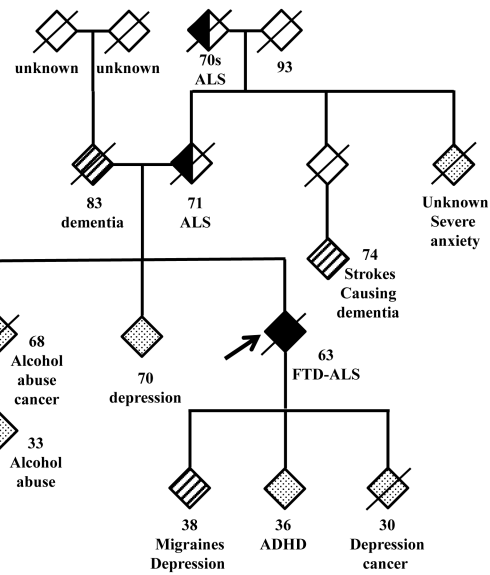 unknown
unknown
70s
ALS
93
83
dementia
71
ALS
Unknown
Severe
anxiety
74
Strokes
Causing
dementia
68
Alcohol
abuse
cancer
70
depression
63
FTD-ALS
33
Alcohol
abuse
38
Migraines
Depression
36
ADHD
30
Depression
cancer